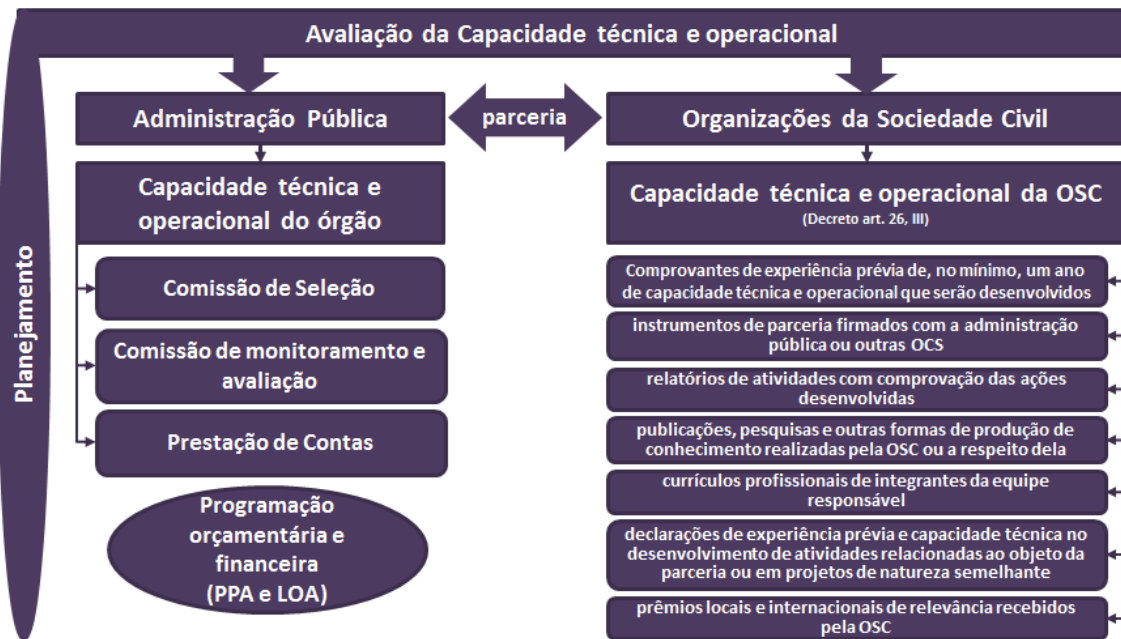 Avaliação da Capacidade técnica e operacional
Planejamento
Administração Pública
parceria
Organizações da Sociedade Civil
Capacidade técnica e
operacional do órgão
Comissão de Seleção
Comissão de monitoramento e
avaliação
Prestação de Contas
Programação
orçamentária e
financeira
(PPA e LOA)
Capacidade técnica e operacional da OSC
(Decreto art. 26, III)
Comprovantes de experiência prévia de, no mínimo, um ano
de capacidade técnica e operacional que serão desenvolvidos
instrumentos de parceria firmados com a administração
pública ou outras OCS
relatórios de atividades com comprovação das ações
desenvolvidas
publicações, pesquisas e outras formas de produção de
conhecimento realizadas pela OSC ou a respeito dela
currículos profissionais de integrantes da equipe
responsável
declarações de experiência prévia e capacidade técnica no
desenvolvimento de atividades relacionadas ao objeto da
parceria ou em projetos de natureza semelhante
prêmios locais e internacionais de relevância recebidos
pela OSC